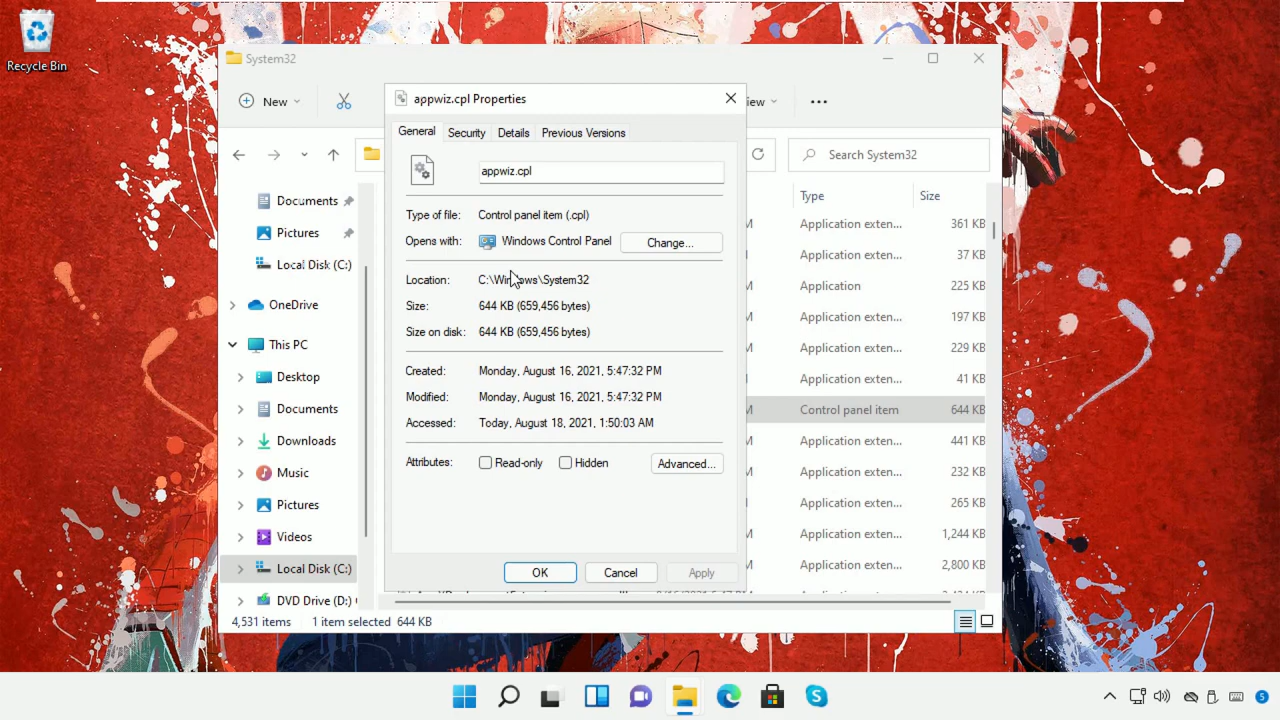 Recycle Bin
System32
New
iew
Search System32
appwiz.cpl Properties
General Security Details Previous Versions
appwiz.cpl
Type of file: Control panel item (.cpl)
Opens with: Windows Control Panel Change...
Location: C:\Windows\System32
Size: 644 KB (659,456 bytes)
Size on disk: 644 KB (659,456 bytes)
Created: Monday, August 16, 2021, 5:47:32 PM
Modified: Monday, August 16, 2021, 5:47:32 PM
Accessed: Today, August 18, 2021, 1:50:03 AM
Attributes: Read-only Hidden Advanced...
OK Cancel Apply
Documents
Pictures
Local Disk (C:)
OneDrive
This PC
Desktop
Documents
Downloads
Music
Pictures
Videos
Local Disk (C:)
DVD Drive (D:)
Type Size
M Application exten... 361 KB
Application exten... 37 KB
Application 225 KB
M Application exten... 197 KB
M Application exten... 229 KB
Application exten... 41 KB
M Control panel item 644 KB
M Application exten... 441 KB
M Application exten... 232 KB
M Application exten... 265 KB
M Application exten... 1,244 KB
M Application exten... 2,800 KB
4,531 items 1 item selected 644 KB
5